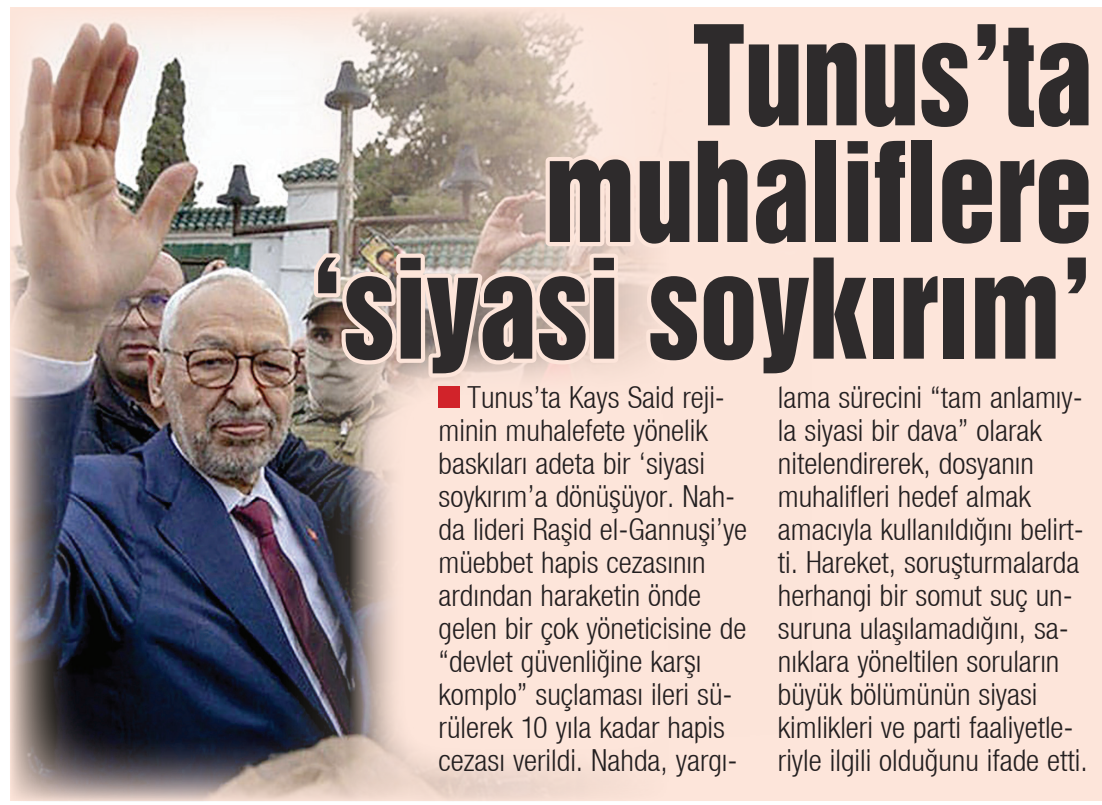 Tunus’ta
muhaliflere
‘siyasi soykırım’
Tunus’ta Kays Said reji-
minin muhalefete yönelik
baskıları adeta bir ‘siyasi
soykırım’a dönüşüyor. Nah-
da lideri Raşid el-Gannuşi’ye
müebbet hapis cezasının
ardından haraketin önde
gelen bir çok yöneticisine de
“devlet güvenliğine karşı
komplo” suçlaması ileri sü-
rülerek 10 yıla kadar hapis
cezası verildi. Nahda, yargı-
lama sürecini “tam anlamıy-
la siyasi bir dava” olarak
nitelendirerek, dosyanın
muhalifleri hedef almak
amacıyla kullanıldığını belirt-
ti. Hareket, soruşturmalarda
herhangi bir somut suç un-
suruna ulaşılamadığını, sa-
nıklara yöneltilen soruların
büyük bölümünün siyasi
kimlikleri ve parti faaliyetle-
riyle ilgili olduğunu ifade etti.